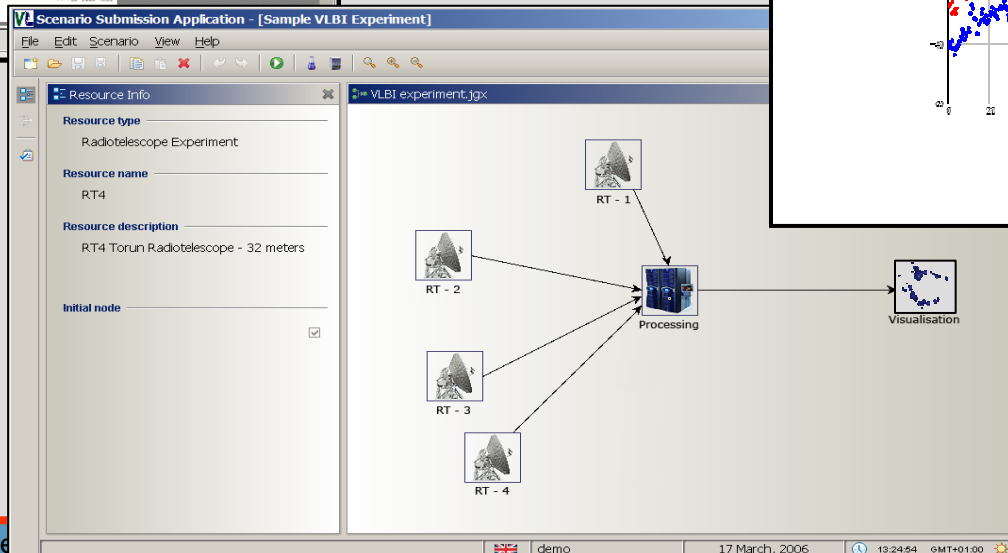 Scenario Submission Application - [Sample VLBI Experiment]
File Edit Scenario View Help
Resource Info
Resource type
Radiotelescope Experiment
Resource name
RT4
Resource description
RT4 Torun Radiotelescope - 32 meters
Initial node
VLBI experiment.jgx
RT - 1
RT - 2
RT - 3
RT - 4
Processing
Visualisation
0 20
demo 17 March, 2006 13:24:54 GMT+01:00